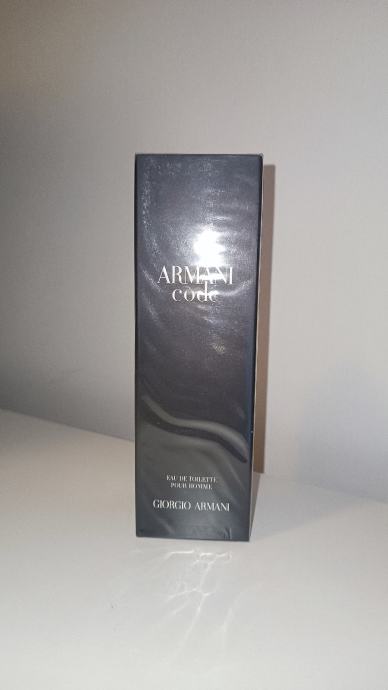 ARMANI
code
EAU DE TOILETTE
POUR HOMME
GIORGIO ARMANI